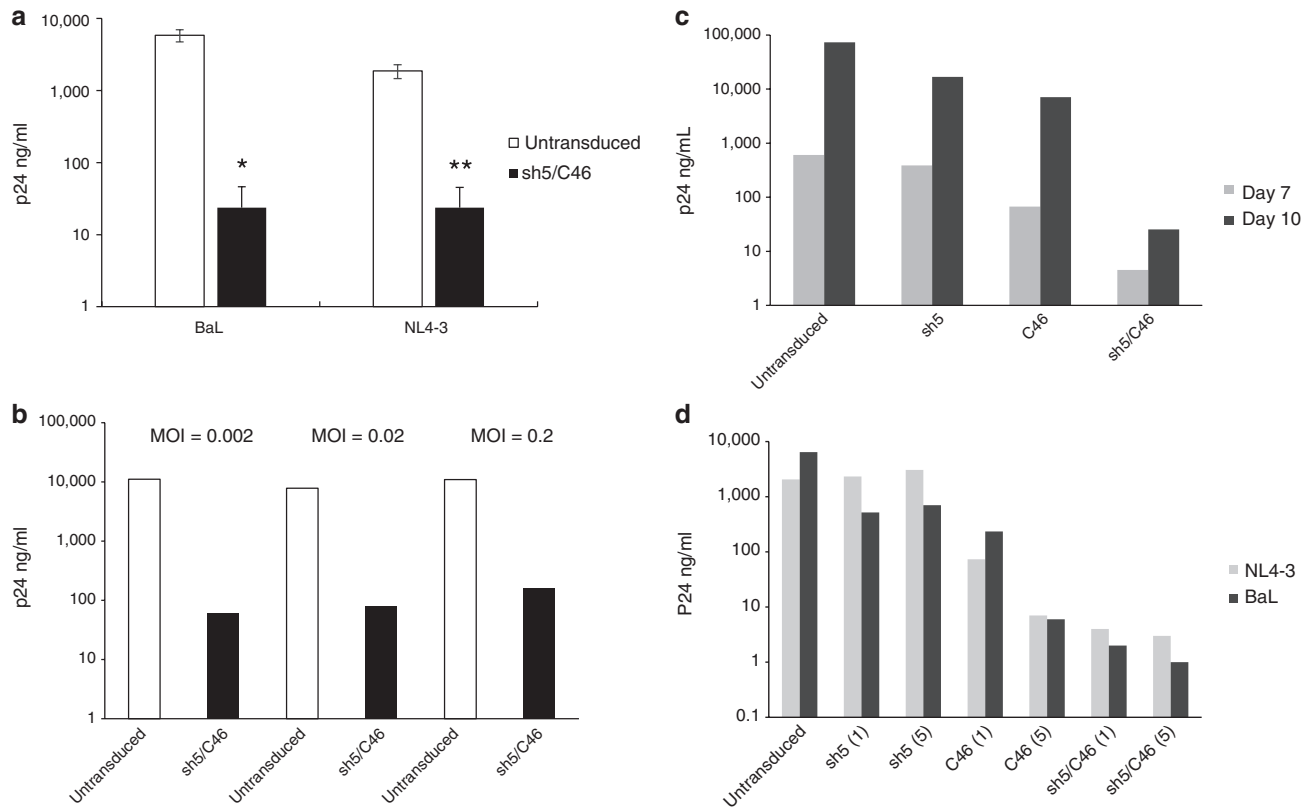 a
10,000
1,000
100
10
1
p24 ng/ml
*
**
BaL
NL4-3
Untransduced
sh5/C46
b
100,000
10,000
1,000
100
10
1
p24 ng/ml
MOI = 0.002
MOI = 0.02
MOI = 0.2
Untransduced
sh5/C46
Untransduced
sh5/C46
Untransduced
sh5/C46
c
100,000
10,000
1,000
100
10
1
p24 ng/mL
Untransduced
sh5
C46
sh5/C46
Day 7
Day 10
d
10,000
1,000
100
10
1
0.1
P24 ng/ml
Untransduced
sh5 (1)
sh5 (5)
C46 (1)
C46 (5)
sh5/C46 (1)
sh5/C46 (5)
NL4-3
BaL